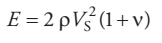 E = 2 ρV_S^2(1 + ν)